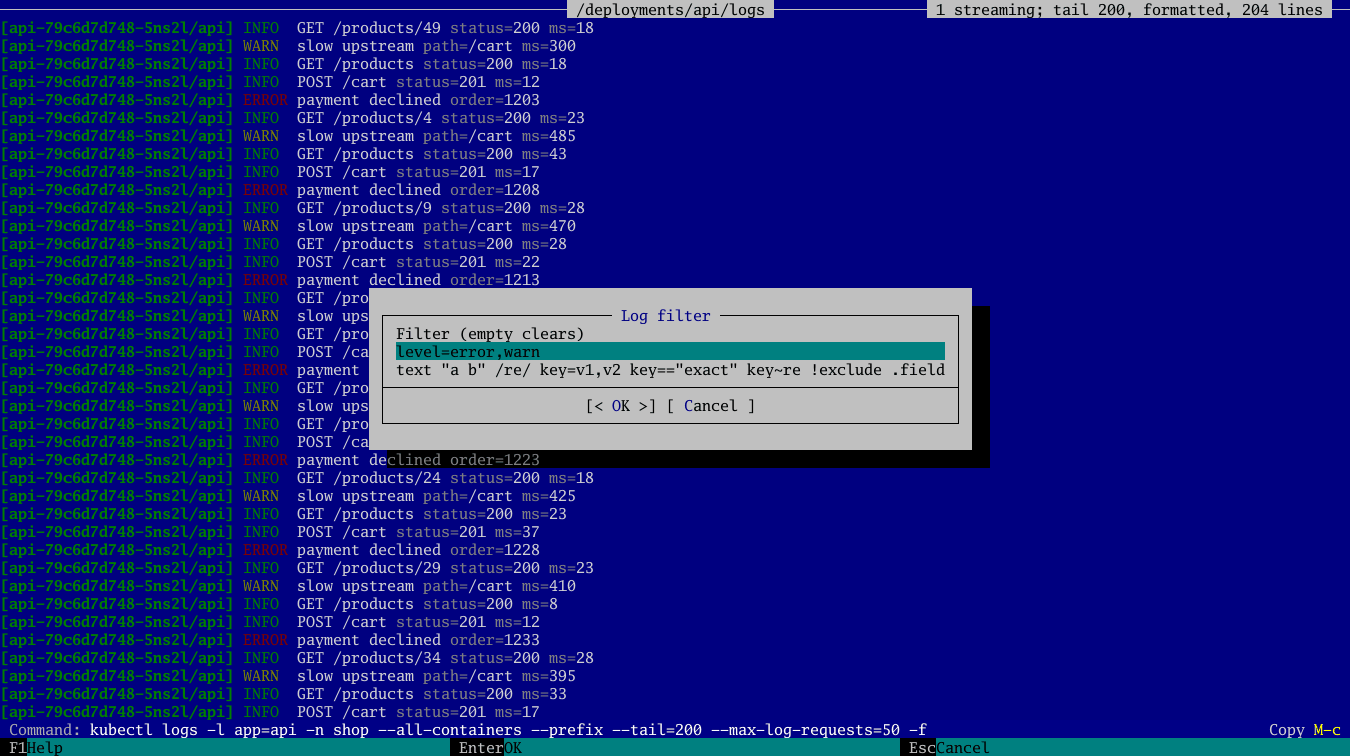 /deployments/api/logs 1 streaming; tail 200, formatted, 204 lines
[api-79c6d7d748-5ns2l/api] INFO GET /products/49 status=200 ms=18
[api-79c6d7d748-5ns2l/api] WARN slow upstream path=/cart ms=300
[api-79c6d7d748-5ns2l/api] INFO GET /products status=200 ms=18
[api-79c6d7d748-5ns2l/api] INFO POST /cart status=201 ms=12
[api-79c6d7d748-5ns2l/api] ERROR payment declined order=1203
[api-79c6d7d748-5ns2l/api] INFO GET /products/4 status=200 ms=23
[api-79c6d7d748-5ns2l/api] WARN slow upstream path=/cart ms=485
[api-79c6d7d748-5ns2l/api] INFO GET /products status=200 ms=43
[api-79c6d7d748-5ns2l/api] INFO POST /cart status=201 ms=17
[api-79c6d7d748-5ns2l/api] ERROR payment declined order=1208
[api-79c6d7d748-5ns2l/api] INFO GET /products/9 status=200 ms=28
[api-79c6d7d748-5ns2l/api] WARN slow upstream path=/cart ms=470
[api-79c6d7d748-5ns2l/api] INFO GET /products status=200 ms=28
[api-79c6d7d748-5ns2l/api] INFO POST /cart status=201 ms=22
[api-79c6d7d748-5ns2l/api] ERROR payment declined order=1213
[api-79c6d7d748-5ns2l/api] INFO GET /pro
[api-79c6d7d748-5ns2l/api] WARN slow ups
[api-79c6d7d748-5ns2l/api] INFO GET /pro
[api-79c6d7d748-5ns2l/api] INFO POST /ca
[api-79c6d7d748-5ns2l/api] ERROR payment
[api-79c6d7d748-5ns2l/api] INFO GET /pro
[api-79c6d7d748-5ns2l/api] WARN slow ups
[api-79c6d7d748-5ns2l/api] INFO GET /pro
[api-79c6d7d748-5ns2l/api] INFO POST /ca
Log filter
Filter (empty clears)
level=error,warn
text "a b" /re/ key=v1,v2 key=="exact" key~re !exclude .field
[< OK >] [ Cancel ]
[api-79c6d7d748-5ns2l/api] ERROR payment declined order=1223
[api-79c6d7d748-5ns2l/api] INFO GET /products/24 status=200 ms=18
[api-79c6d7d748-5ns2l/api] WARN slow upstream path=/cart ms=425
[api-79c6d7d748-5ns2l/api] INFO GET /products status=200 ms=23
[api-79c6d7d748-5ns2l/api] INFO POST /cart status=201 ms=37
[api-79c6d7d748-5ns2l/api] ERROR payment declined order=1228
[api-79c6d7d748-5ns2l/api] INFO GET /products/29 status=200 ms=23
[api-79c6d7d748-5ns2l/api] WARN slow upstream path=/cart ms=410
[api-79c6d7d748-5ns2l/api] INFO GET /products status=200 ms=8
[api-79c6d7d748-5ns2l/api] INFO POST /cart status=201 ms=12
[api-79c6d7d748-5ns2l/api] ERROR payment declined order=1233
[api-79c6d7d748-5ns2l/api] INFO GET /products/34 status=200 ms=28
[api-79c6d7d748-5ns2l/api] WARN slow upstream path=/cart ms=395
[api-79c6d7d748-5ns2l/api] INFO GET /products status=200 ms=33
[api-79c6d7d748-5ns2l/api] INFO POST /cart status=201 ms=17
Command: kubectl logs -l app=api -n shop --all-containers --prefix --tail=200 --max-log-requests=50 -f Copy M-c
F1Help EnterOK EscCancel